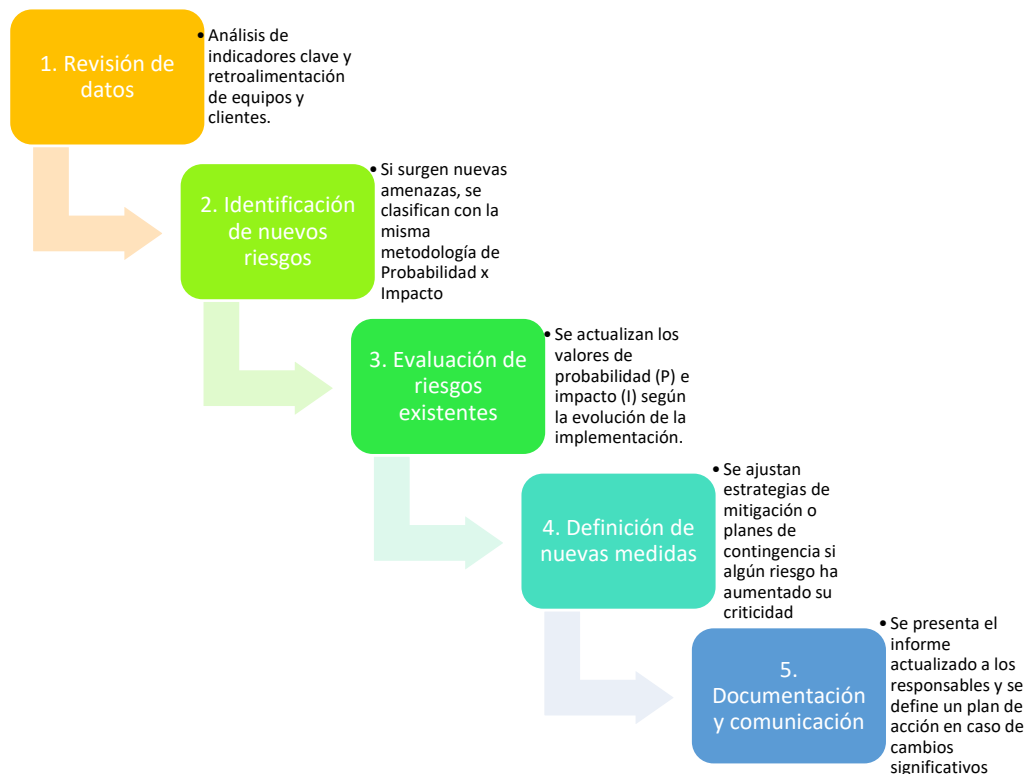 1. Revisión de
datos
• Análisis de
indicadores clave y
retroalimentación
de equipos y
clientes.
2. Identificación
de nuevos
riesgos
• Si surgen nuevas
amenazas, se
clasifican con la
misma
metodología de
Probabilidad x
Impacto
3. Evaluación de
riesgos
existentes
• Se actualizan los
valores de
probabilidad (P) e
impacto (I) según
la evolución de la
implementación.
4. Definición de
nuevas medidas
• Se ajustan
estrategias de
mitigación o
planes de
contingencia si
algún riesgo ha
aumentado su
criticidad
5.
Documentación
y comunicación
• Se presenta el
informe
actualizado a los
responsables y se
define un plan de
acción en caso de
cambios
significativos